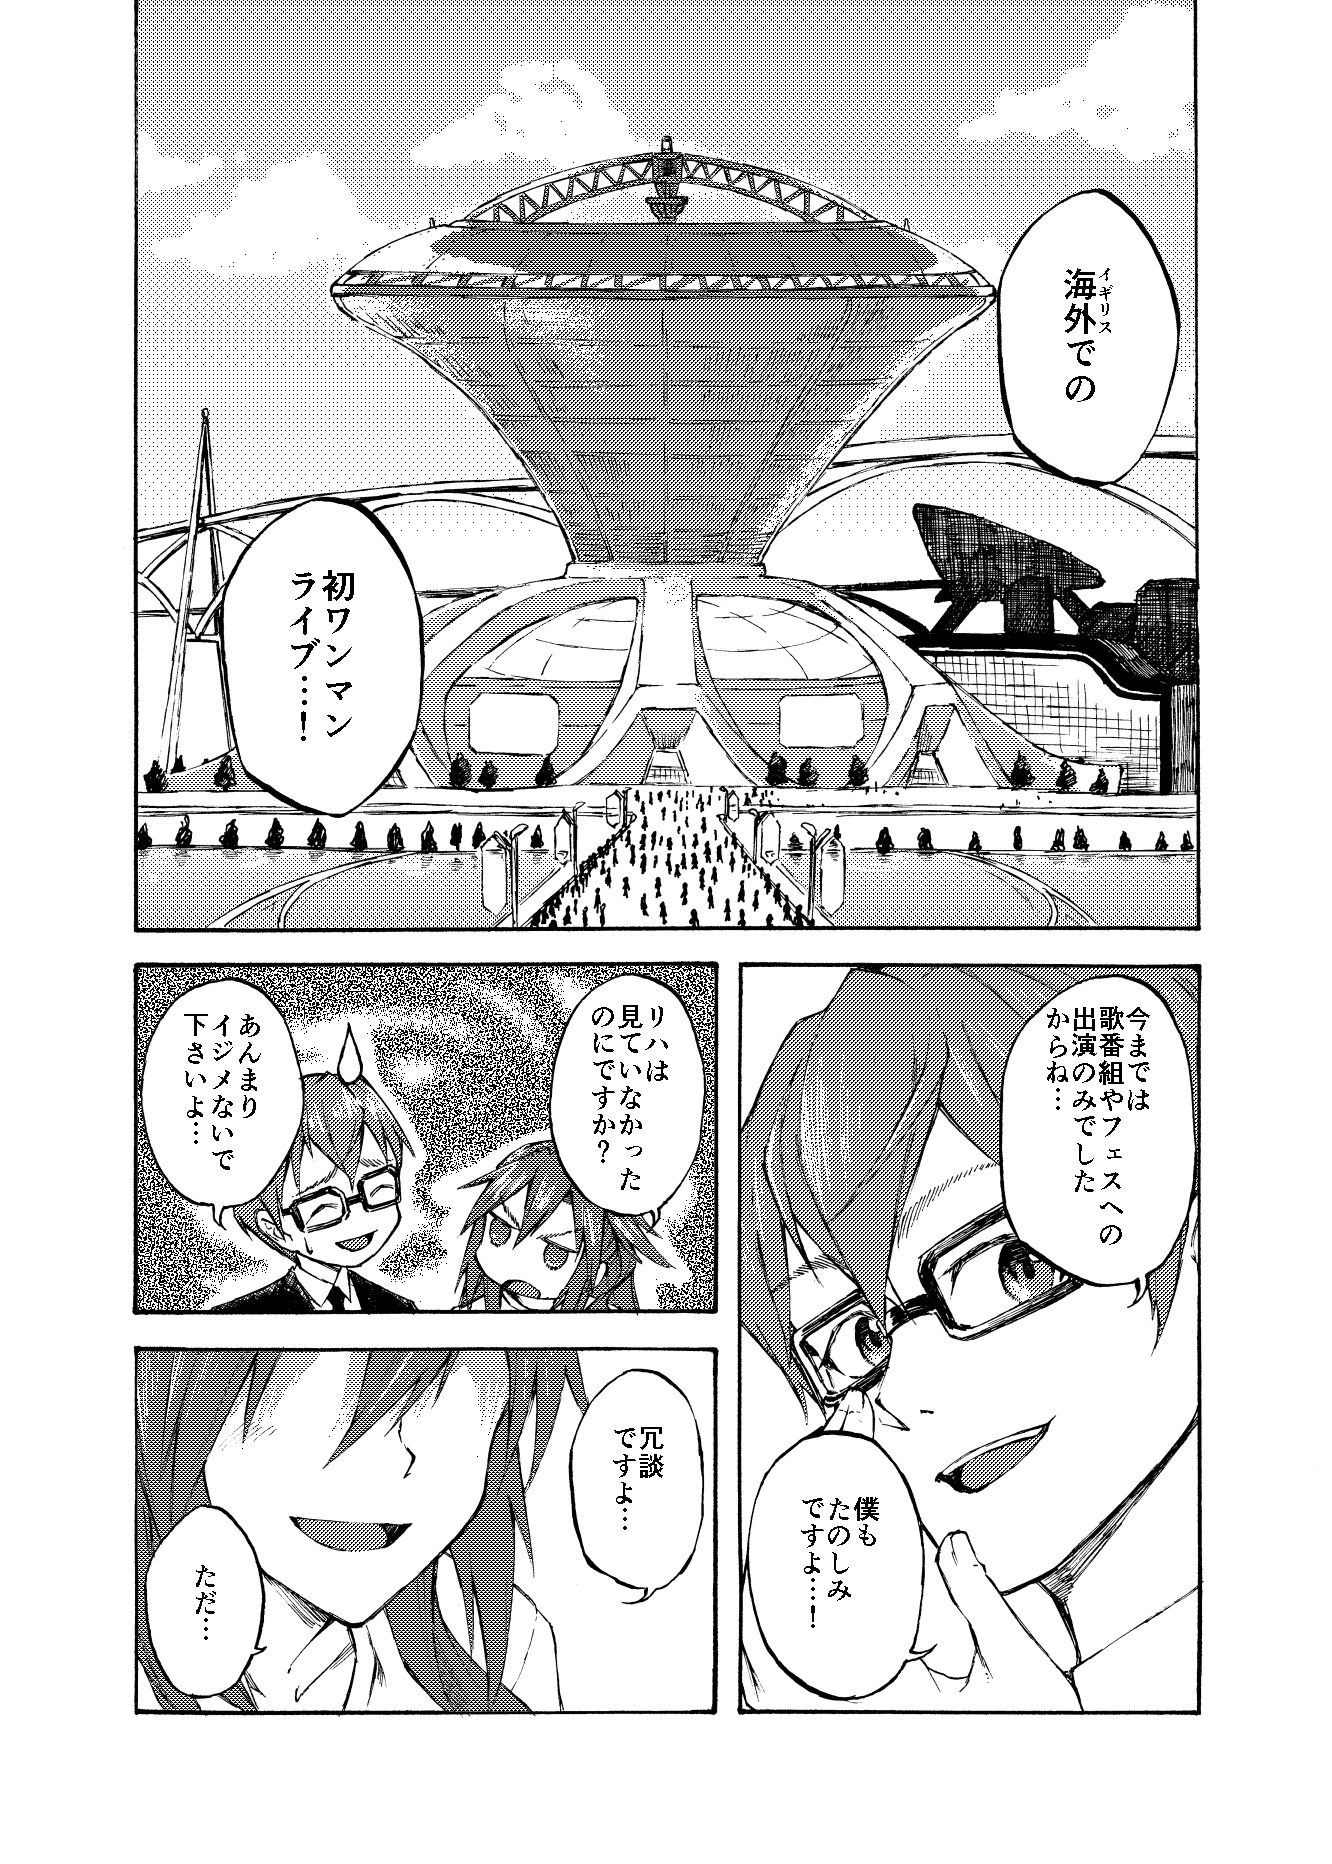 イギリス
海外での
初ワンマン
ライブ……!
今までは
歌番組やフェスへの
出演のみでした
からね…
僕も
たのしみ
ですよ…!
リハは
見ていなかった
のにですか?
あんまり
イジメないで
下さいよ…
冗談
ですよ…
ただ…